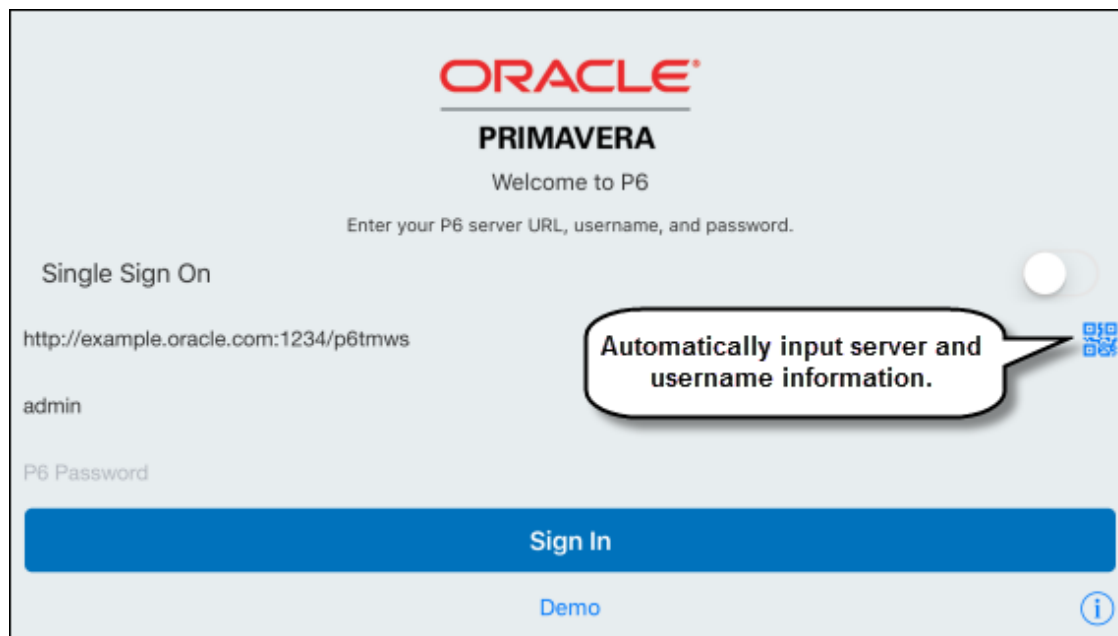 ORACLE®
PRIMAVERA
Welcome to P6
Enter your P6 server URL, username, and password.
Single Sign On
http://example.oracle.com:1234/p6tmws
Automatically input server and
username information.
admin
P6 Password
Sign In
Demo
i